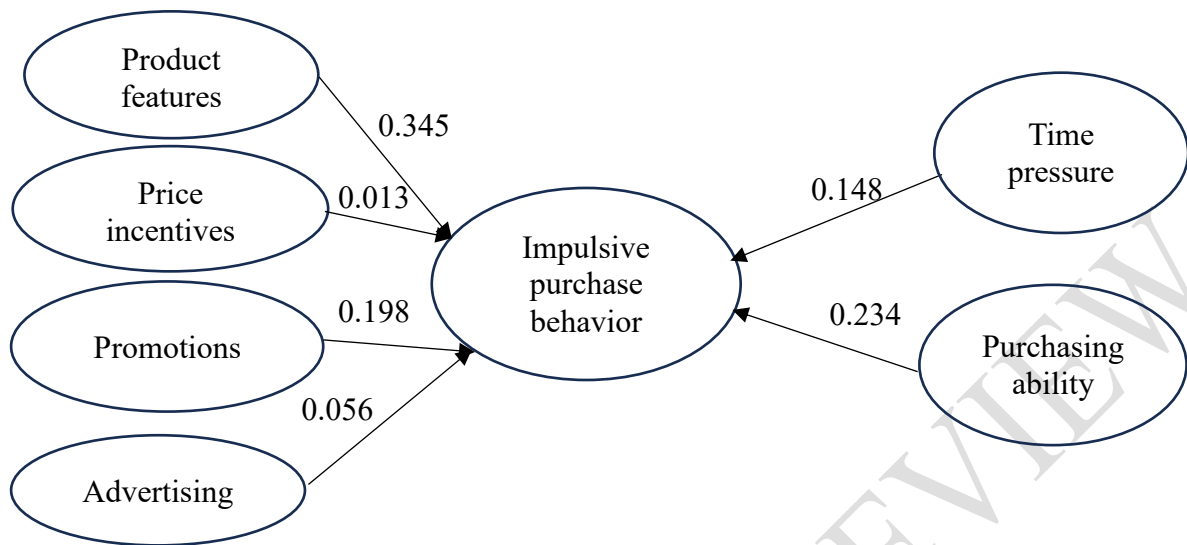 Product
features
0.345
Price
incentives
0.013
Promotions
0.198
0.056
Advertising
Impulsive
purchase
behavior
Time
pressure
0.148
0.234
Purchasing
ability
VIEW